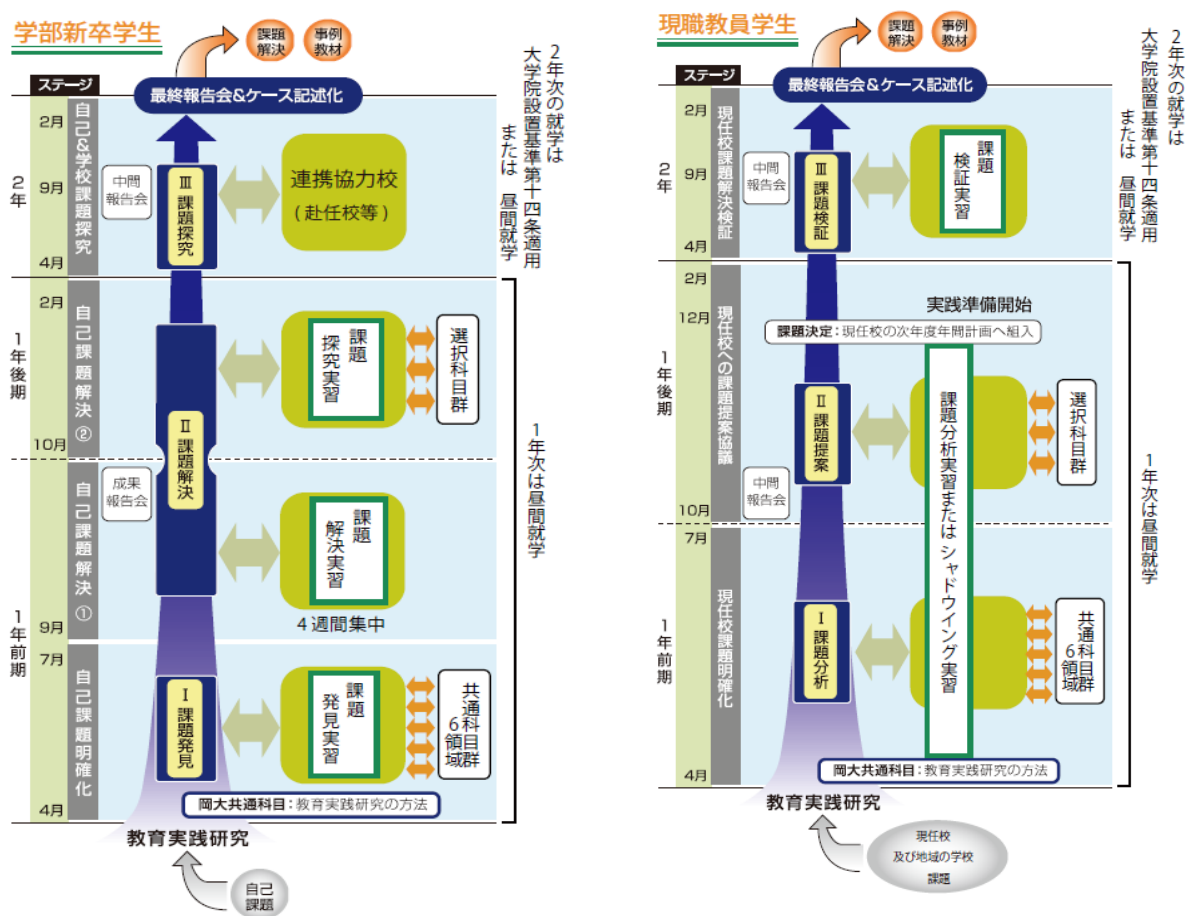 学部新卒学生
課題
解決
事例
教材
ステージ
最終報告会&ケース記述化
2年次の就学は
大学院設置基準第十四条適用
または 昼間就学
2年
2月
9月
4月
自己&学校課題探究
中間
報告会
Ⅲ 課題探究
連携協力校
(赴任校等)
1年後期
2月
10月
自己課題解決②
Ⅱ 課題解決
課題
探究実習
選択科目群
1年次は昼間就学
成果
報告会
自己課題解決①
課題
解決実習
4週間集中
1年前期
9月
7月
4月
自己課題明確化
Ⅰ 課題発見
課題
発見実習
共通科目群
6領域
岡大共通科目:教育実践研究の方法
教育実践研究
自己
課題
現職教員学生
課題
解決
事例
教材
ステージ
最終報告会&ケース記述化
2年次の就学は
大学院設置基準第十四条適用
または 昼間就学
2年
2月
9月
4月
現任校課題解決検証
中間
報告会
Ⅲ 課題検証
課題
検証実習
1年後期
2月
12月
10月
現任校への課題提案協議
実践準備開始
課題決定:現任校の次年度年間計画へ組入
Ⅱ 課題提案
中間
報告会
課題分析実習またはシャドウイング実習
選択科目群
1年次は昼間就学
1年前期
7月
4月
現任校課題明確化
Ⅰ 課題分析
共通科目群
6領域
岡大共通科目:教育実践研究の方法
教育実践研究
現任校
及び地域の学校
課題